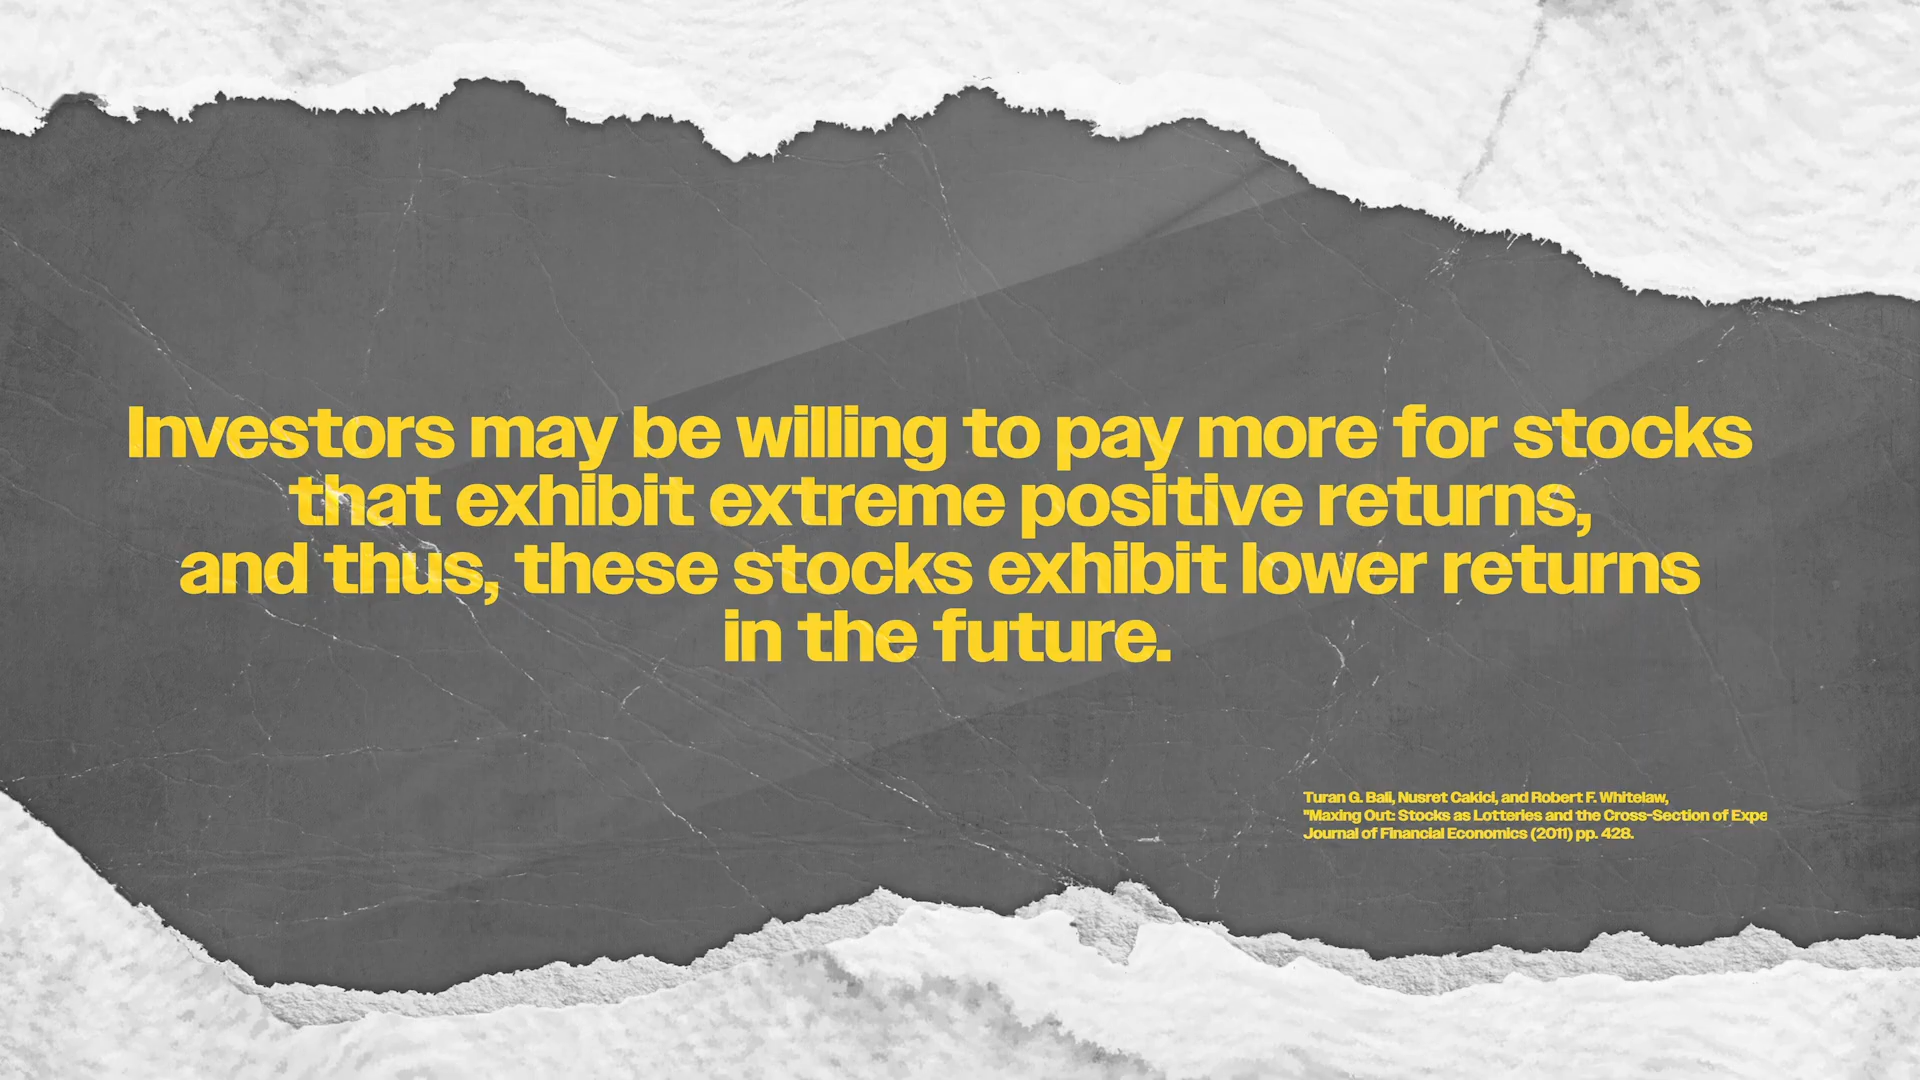 Investors may be willing to pay more for stocks
that exhibit extreme positive returns,
and thus, these stocks exhibit lower returns
in the future.
Turan G. Bali, Nusret Cakici, and Robert F. Whitelaw,
"Maxing Out: Stocks as Lotteries and the Cross-Section of Expe
Journal of Financial Economics (2011) pp. 428.